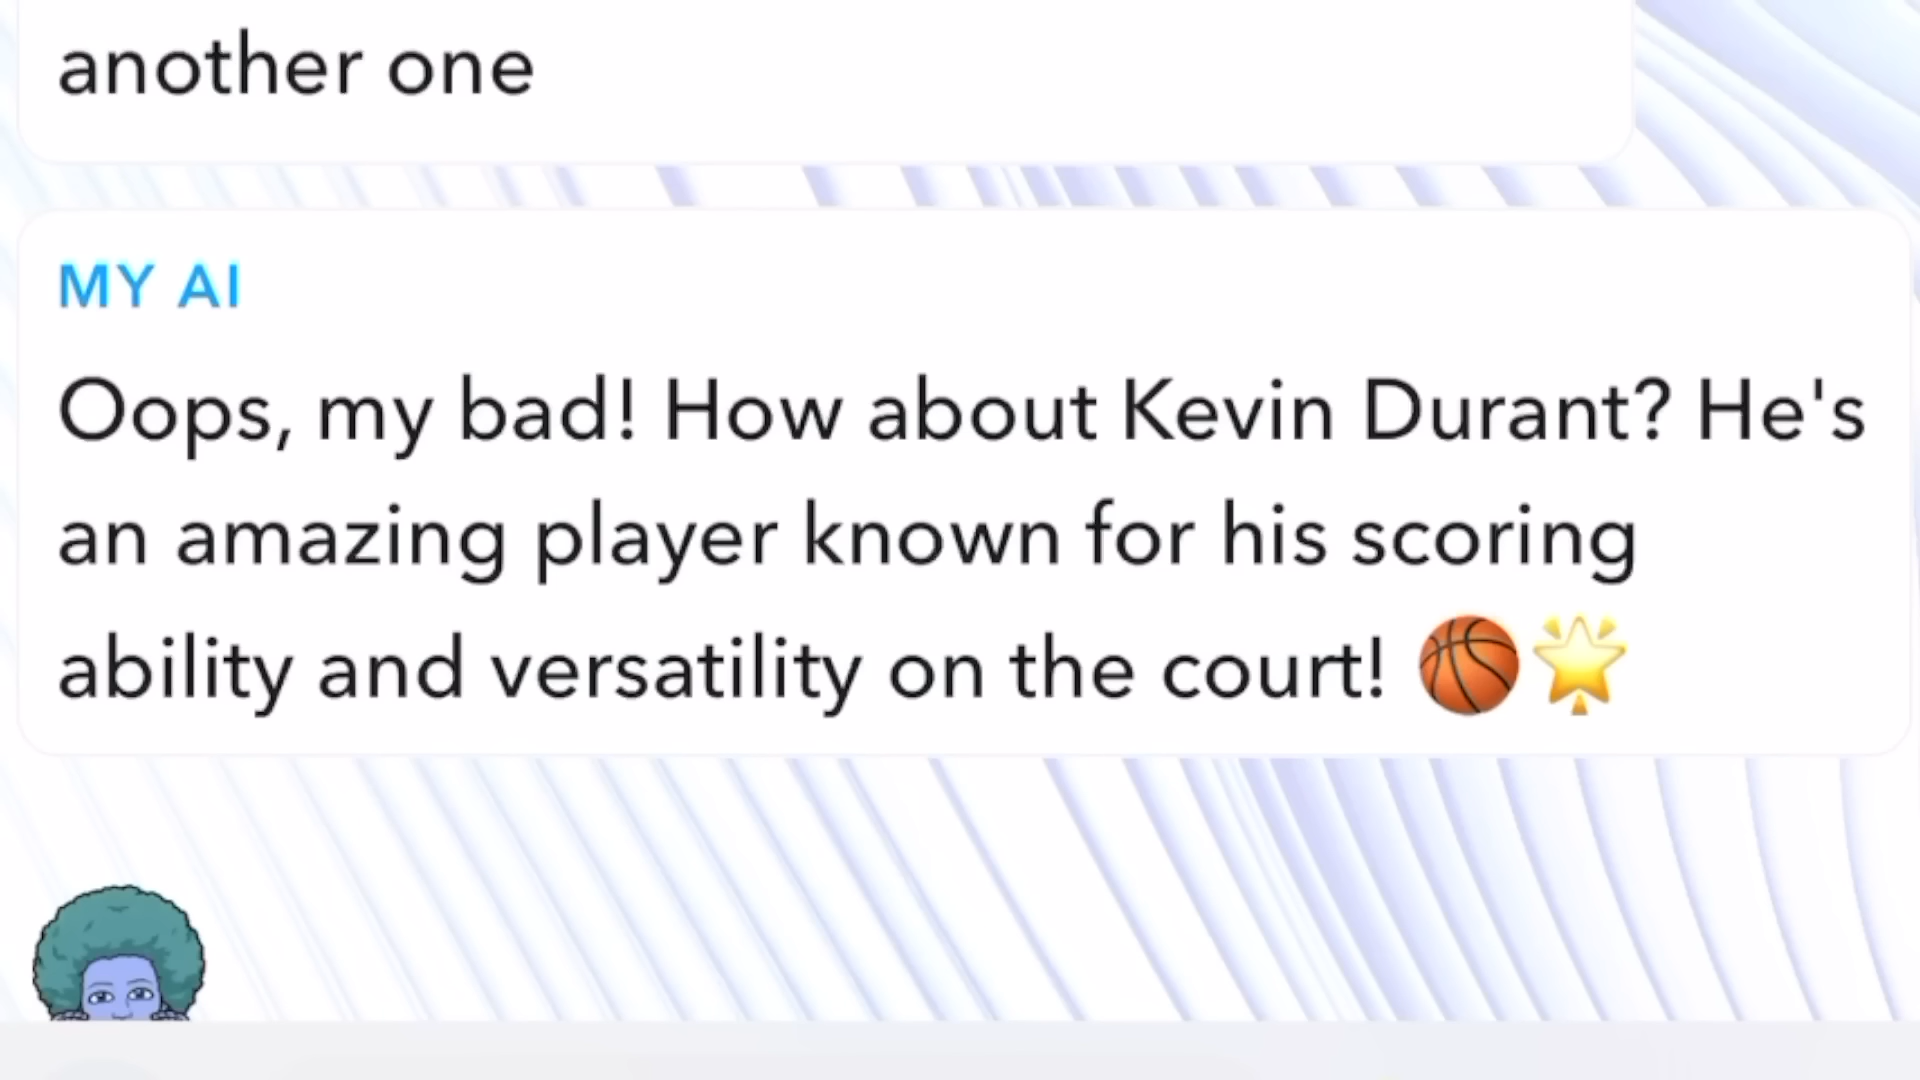 another one
MY AI
Oops, my bad! How about Kevin Durant? He's
an amazing player known for his scoring
ability and versatility on the court! 🏀🌟